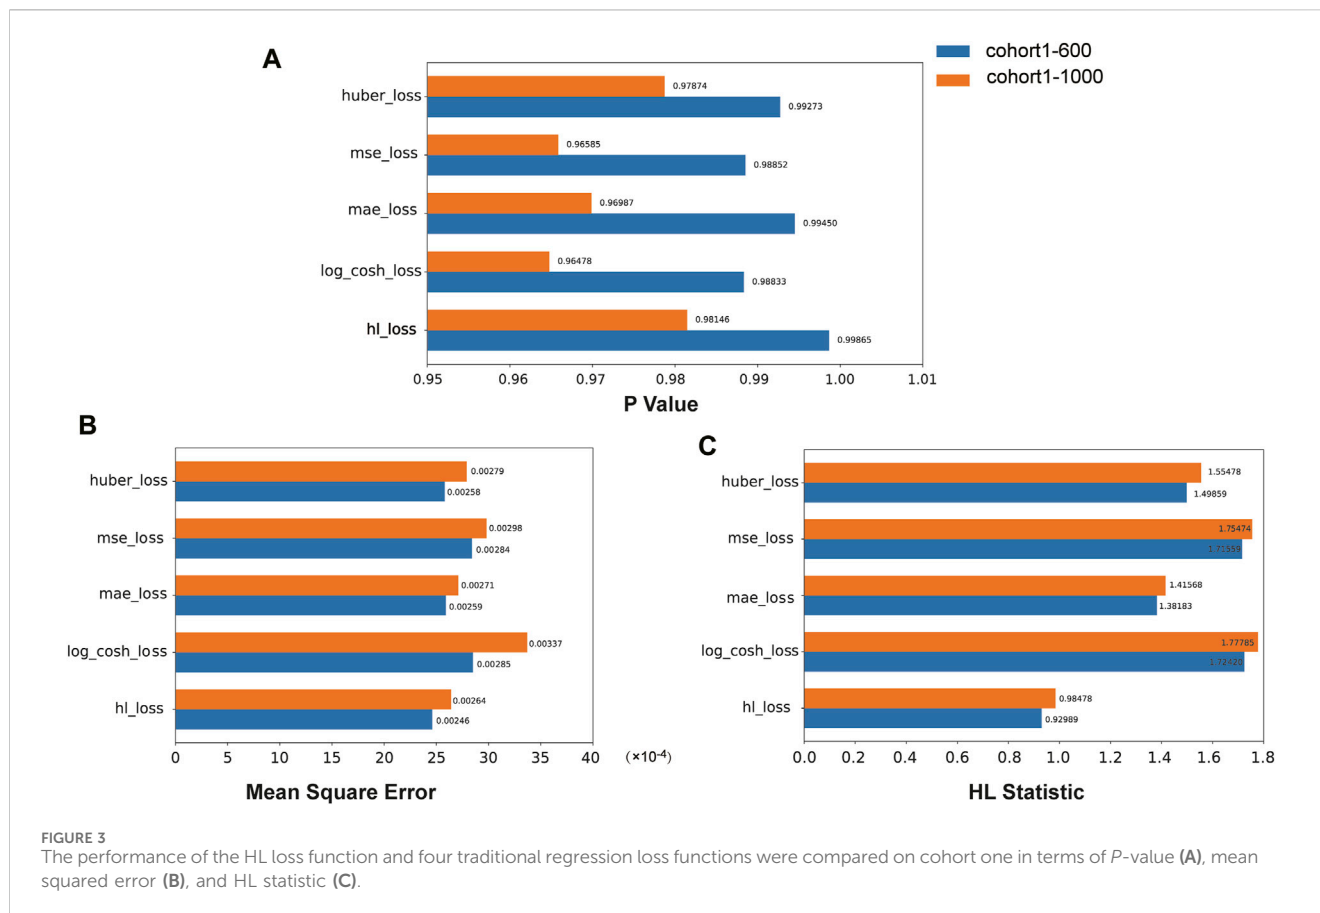 A
cohort1-600
cohort1-1000
huber_loss
0.97874
0.99273
mse_loss
0.96585
0.98852
mae_loss
0.96987
0.99450
log_cosh_loss
0.96478
0.98833
hl_loss
0.98146
0.99865
0.95 0.96 0.97 0.98 0.99 1.00 1.01
P Value
B
huber_loss
0.00279
0.00258
mse_loss
0.00298
0.00284
mae_loss
0.00271
0.00259
log_cosh_loss
0.00337
0.00285
hl_loss
0.00264
0.00246
0 5 10 15 20 25 30 35 40 (×10-4)
Mean Square Error
C
huber_loss
1.55478
1.49859
mse_loss
1.75474
1.71559
mae_loss
1.41568
1.38183
log_cosh_loss
1.77785
1.72420
hl_loss
0.98478
0.92989
0.0 0.2 0.4 0.6 0.8 1.0 1.2 1.4 1.6 1.8
HL Statistic
FIGURE 3
The performance of the HL loss function and four traditional regression loss functions were compared on cohort one in terms of P-value (A), mean
squared error (B), and HL statistic (C).